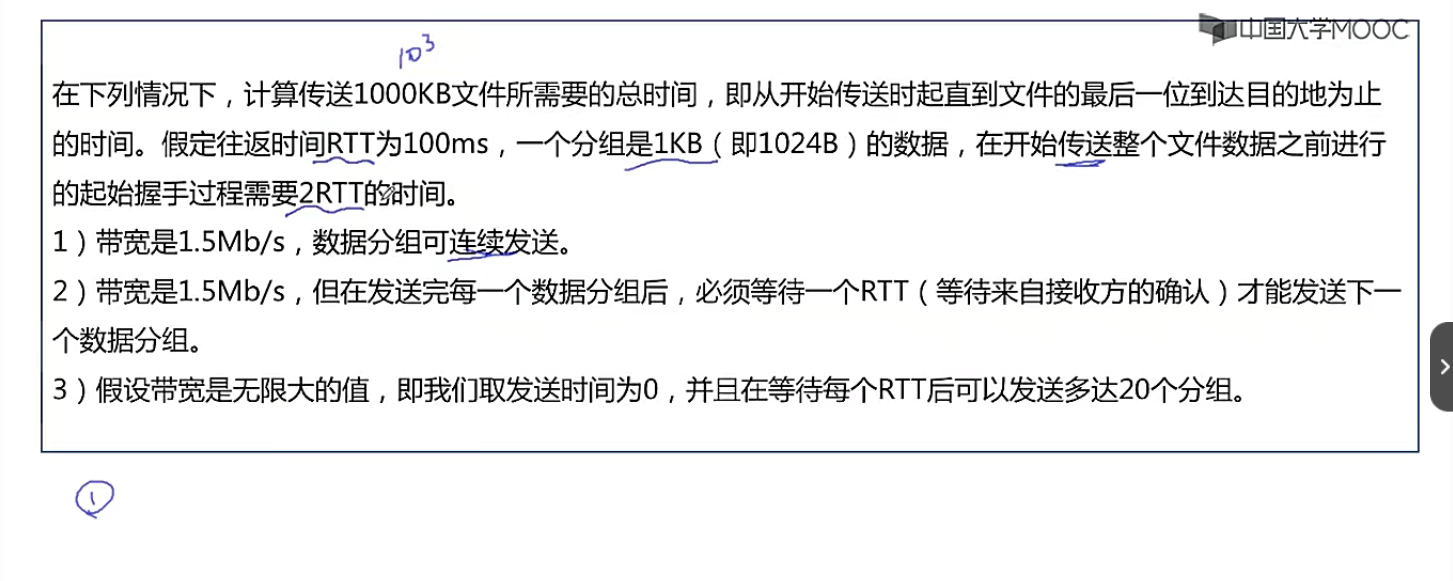 中国大学MOOC
10³
在下列情况下，计算传送1000KB文件所需要的总时间，即从开始传送时起直到文件的最后一位到达目的地为止
的时间。假定往返时间RTT为100ms，一个分组是1KB（即1024B）的数据，在开始传送整个文件数据之前进行
的起始握手过程需要2RTT的时间。
1）带宽是1.5Mb/s，数据分组可连续发送。
2）带宽是1.5Mb/s，但在发送完每一个数据分组后，必须等待一个RTT（等待来自接收方的确认）才能发送下一
个数据分组。
3）假设带宽是无限大的值，即我们取发送时间为0，并且在等待每个RTT后可以发送多达20个分组。
①